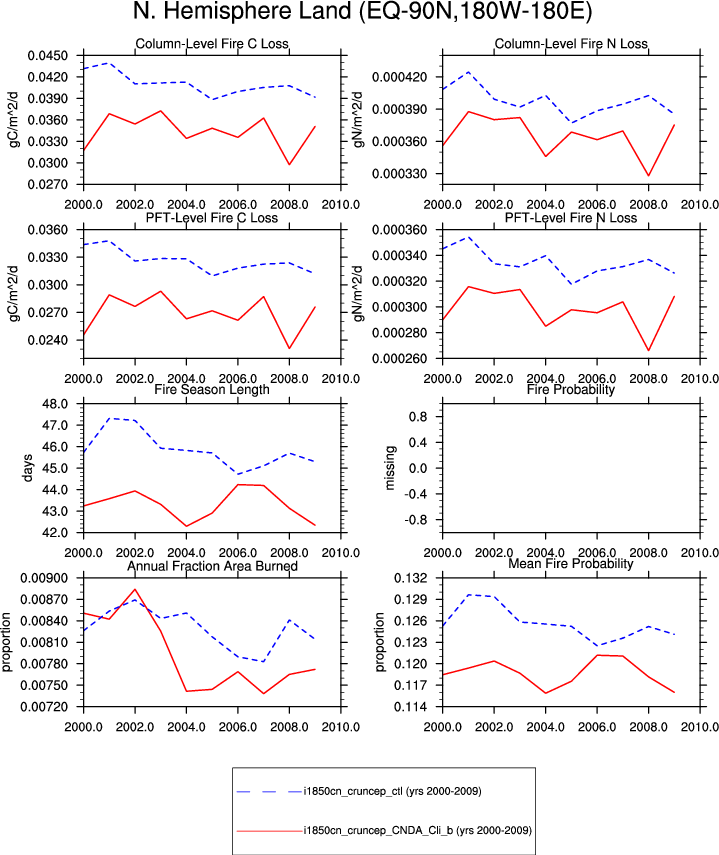 N. Hemisphere Land (EQ-90N,180W-180E)
Column-Level Fire C Loss
gC/m^2/d
0.0450
0.0420
0.0390
0.0360
0.0330
0.0300
0.0270
2000.0 2002.0 2004.0 2006.0 2008.0 2010.0
Column-Level Fire N Loss
gN/m^2/d
0.000420
0.000390
0.000360
0.000330
2000.0 2002.0 2004.0 2006.0 2008.0 2010.0
PFT-Level Fire C Loss
gC/m^2/d
0.0360
0.0330
0.0300
0.0270
0.0240
2000.0 2002.0 2004.0 2006.0 2008.0 2010.0
PFT-Level Fire N Loss
gN/m^2/d
0.000360
0.000340
0.000320
0.000300
0.000280
0.000260
2000.0 2002.0 2004.0 2006.0 2008.0 2010.0
Fire Season Length
days
48.0
47.0
46.0
45.0
44.0
43.0
42.0
2000.0 2002.0 2004.0 2006.0 2008.0 2010.0
Fire Probability
missing
0.8
0.4
0.0
-0.4
-0.8
2000.0 2002.0 2004.0 2006.0 2008.0 2010.0
Annual Fraction Area Burned
proportion
0.00900
0.00870
0.00840
0.00810
0.00780
0.00750
0.00720
2000.0 2002.0 2004.0 2006.0 2008.0 2010.0
Mean Fire Probability
proportion
0.132
0.129
0.126
0.123
0.120
0.117
0.114
2000.0 2002.0 2004.0 2006.0 2008.0 2010.0
i1850cn_cruncep_ctl (yrs 2000-2009)
i1850cn_cruncep_CNDA_Cli_b (yrs 2000-2009)